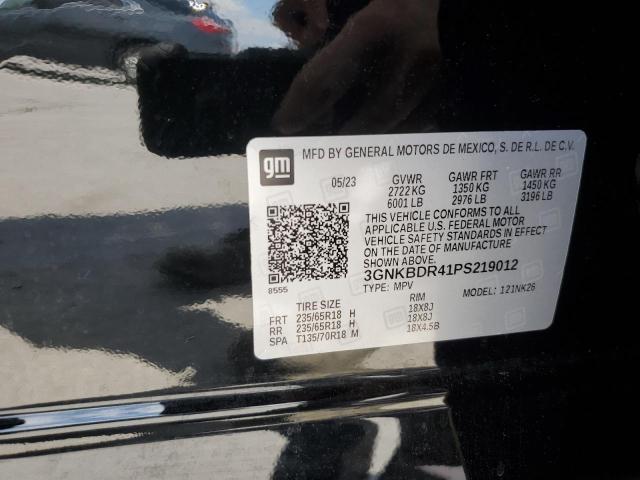 MFD BY GENERAL MOTORS DE MEXICO, S. DE R.L. DE C.V.
gm
05/23 GVWR GAWR FRT GAWR RR
2722 KG 1350 KG 1450 KG
6001 LB 2976 LB 3196 LB
THIS VEHICLE CONFORMS TO ALL
APPLICABLE U.S. FEDERAL MOTOR
VEHICLE SAFETY STANDARDS IN EFFECT
ON THE DATE OF MANUFACTURE
SHOWN ABOVE.
3GNKBDR41PS219012
8555 TYPE: MPV MODEL: 121NK26
TIRE SIZE RIM
FRT 235/65R18 H 18X8J
RR 235/65R18 H 18X8J
SPA T135/70R18 M 18X4.5B